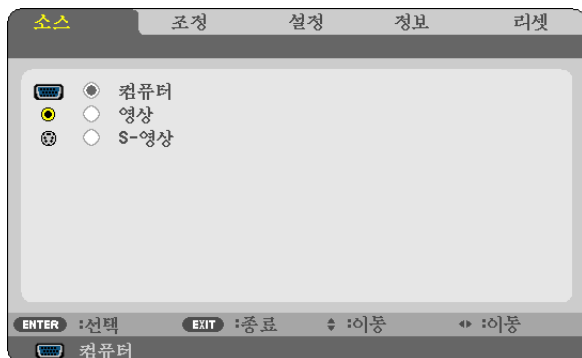 소스 조정 설정 정보 리셋
컴퓨터
영상
S-영상
ENTER :선택 EXIT :종료 :이동 :이동
컴퓨터